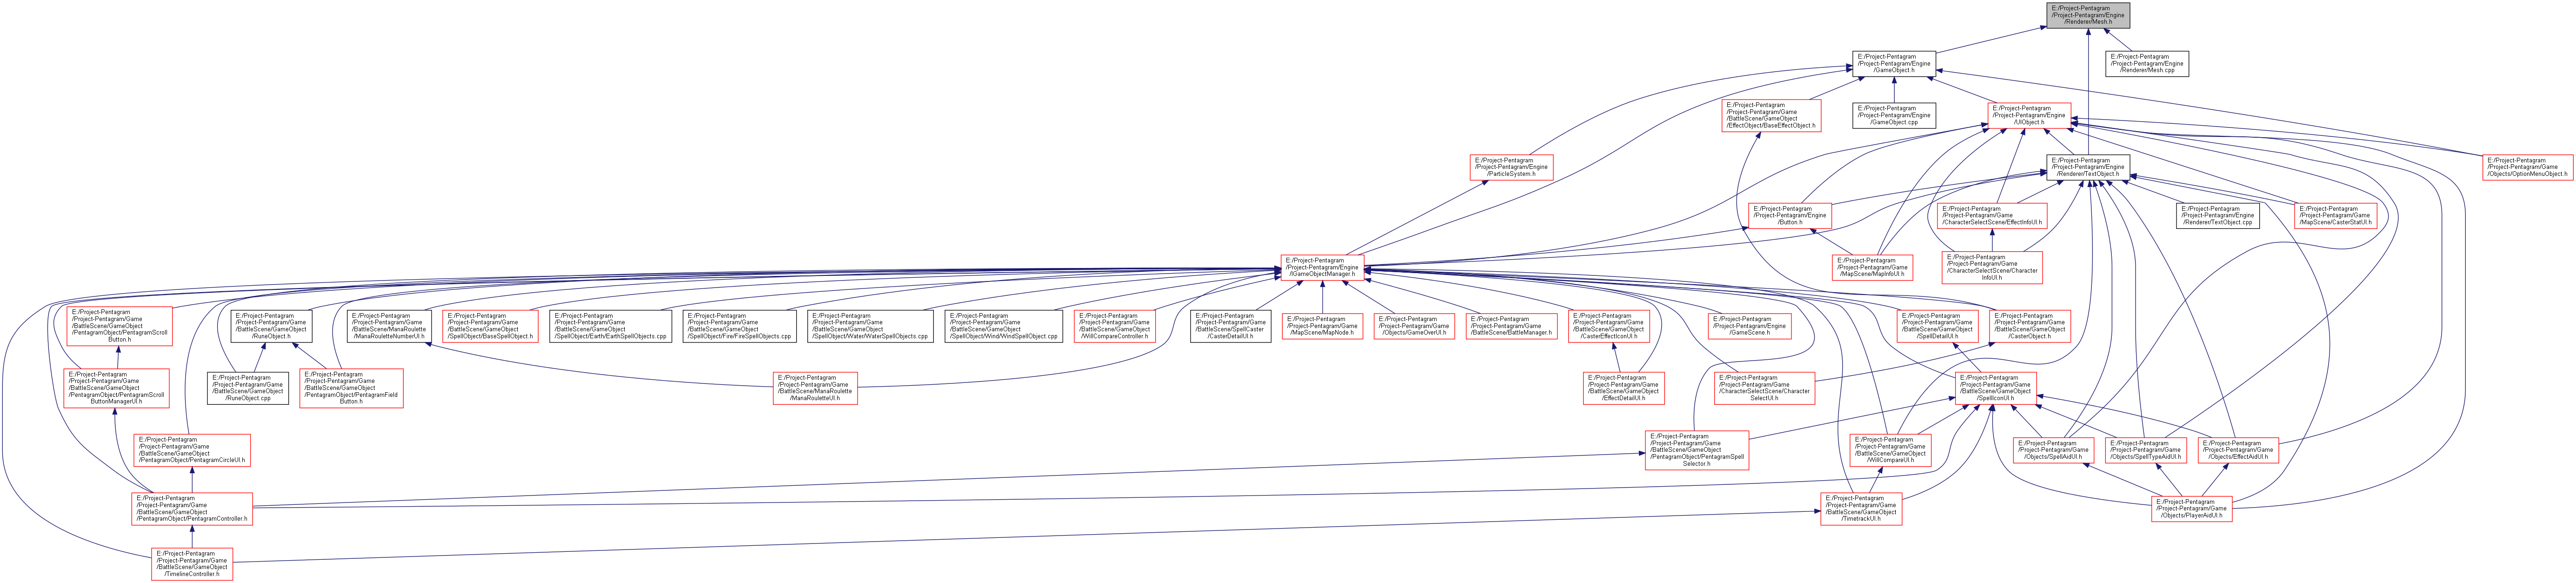 E:/Project-Pentagram
/Project-Pentagram/Engine
/Renderer/Mesh.h
E:/Project-Pentagram
/Project-Pentagram/Engine
/GameObject.h
E:/Project-Pentagram
/Project-Pentagram/Engine
/Renderer/Mesh.cpp
E:/Project-Pentagram
/Project-Pentagram/Game
/BattleScene/GameObject
/EffectObject/BaseEffectObject.h
E:/Project-Pentagram
/Project-Pentagram/Engine
/GameObject.cpp
E:/Project-Pentagram
/Project-Pentagram/Engine
/UIObject.h
E:/Project-Pentagram
/Project-Pentagram/Engine
/ParticleSystem.h
E:/Project-Pentagram
/Project-Pentagram/Engine
/Renderer/TextObject.h
E:/Project-Pentagram
/Project-Pentagram/Game
/Objects/OptionMenuObject.h
E:/Project-Pentagram
/Project-Pentagram/Engine
/Button.h
E:/Project-Pentagram
/Project-Pentagram/Game
/CharacterSelectScene/EffectInfoUI.h
E:/Project-Pentagram
/Project-Pentagram/Engine
/Renderer/TextObject.cpp
E:/Project-Pentagram
/Project-Pentagram/Game
/MapScene/CasterStatUI.h
E:/Project-Pentagram
/Project-Pentagram/Engine
/IGameObjectManager.h
E:/Project-Pentagram
/Project-Pentagram/Game
/MapScene/MapInfoUI.h
E:/Project-Pentagram
/Project-Pentagram/Game
/CharacterSelectScene/Character
InfoUI.h
E:/Project-Pentagram
/Project-Pentagram/Game
/BattleScene/GameObject
/PentagramObject/PentagramScroll
Button.h
E:/Project-Pentagram
/Project-Pentagram/Game
/BattleScene/GameObject
/RuneObject.h
E:/Project-Pentagram
/Project-Pentagram/Game
/BattleScene/ManaRoulette
/ManaRouletteNumberUI.h
E:/Project-Pentagram
/Project-Pentagram/Game
/BattleScene/GameObject
/SpellObject/BaseSpellObject.h
E:/Project-Pentagram
/Project-Pentagram/Game
/BattleScene/GameObject
/SpellObject/Earth/EarthSpellObjects.cpp
E:/Project-Pentagram
/Project-Pentagram/Game
/BattleScene/GameObject
/SpellObject/Fire/FireSpellObjects.cpp
E:/Project-Pentagram
/Project-Pentagram/Game
/BattleScene/GameObject
/SpellObject/Water/WaterSpellObjects.cpp
E:/Project-Pentagram
/Project-Pentagram/Game
/BattleScene/GameObject
/SpellObject/Wind/WindSpellObject.cpp
E:/Project-Pentagram
/Project-Pentagram/Game
/BattleScene/GameObject
/WillCompareController.h
E:/Project-Pentagram
/Project-Pentagram/Game
/BattleScene/SpellCaster
/CasterDetailUI.h
E:/Project-Pentagram
/Project-Pentagram/Game
/MapScene/MapNode.h
E:/Project-Pentagram
/Project-Pentagram/Game
/Objects/GameOverUI.h
E:/Project-Pentagram
/Project-Pentagram/Game
/BattleScene/BattleManager.h
E:/Project-Pentagram
/Project-Pentagram/Game
/BattleScene/GameObject
/CasterEffectIconUI.h
E:/Project-Pentagram
/Project-Pentagram/Engine
/GameScene.h
E:/Project-Pentagram
/Project-Pentagram/Game
/BattleScene/GameObject
/SpellDetailUI.h
E:/Project-Pentagram
/Project-Pentagram/Game
/BattleScene/GameObject
/CasterObject.h
E:/Project-Pentagram
/Project-Pentagram/Game
/BattleScene/GameObject
/PentagramObject/PentagramScroll
ButtonManagerUI.h
E:/Project-Pentagram
/Project-Pentagram/Game
/BattleScene/GameObject
/RuneObject.cpp
E:/Project-Pentagram
/Project-Pentagram/Game
/BattleScene/GameObject
/PentagramObject/PentagramField
Button.h
E:/Project-Pentagram
/Project-Pentagram/Game
/BattleScene/ManaRoulette
/ManaRouletteUI.h
E:/Project-Pentagram
/Project-Pentagram/Game
/BattleScene/GameObject
/EffectDetailUI.h
E:/Project-Pentagram
/Project-Pentagram/Game
/CharacterSelectScene/Character
SelectUI.h
E:/Project-Pentagram
/Project-Pentagram/Game
/BattleScene/GameObject
/SpellIconUI.h
E:/Project-Pentagram
/Project-Pentagram/Game
/BattleScene/GameObject
/PentagramObject/PentagramCircleUI.h
E:/Project-Pentagram
/Project-Pentagram/Game
/BattleScene/GameObject
/PentagramObject/PentagramSpell
Selector.h
E:/Project-Pentagram
/Project-Pentagram/Game
/BattleScene/GameObject
/WillCompareUI.h
E:/Project-Pentagram
/Project-Pentagram/Game
/Objects/SpellAidUI.h
E:/Project-Pentagram
/Project-Pentagram/Game
/Objects/SpellTypeAidUI.h
E:/Project-Pentagram
/Project-Pentagram/Game
/Objects/EffectAidUI.h
E:/Project-Pentagram
/Project-Pentagram/Game
/BattleScene/GameObject
/PentagramObject/PentagramController.h
E:/Project-Pentagram
/Project-Pentagram/Game
/BattleScene/GameObject
/TimetrackUI.h
E:/Project-Pentagram
/Project-Pentagram/Game
/Objects/PlayerAidUI.h
E:/Project-Pentagram
/Project-Pentagram/Game
/BattleScene/GameObject
/TimelineController.h